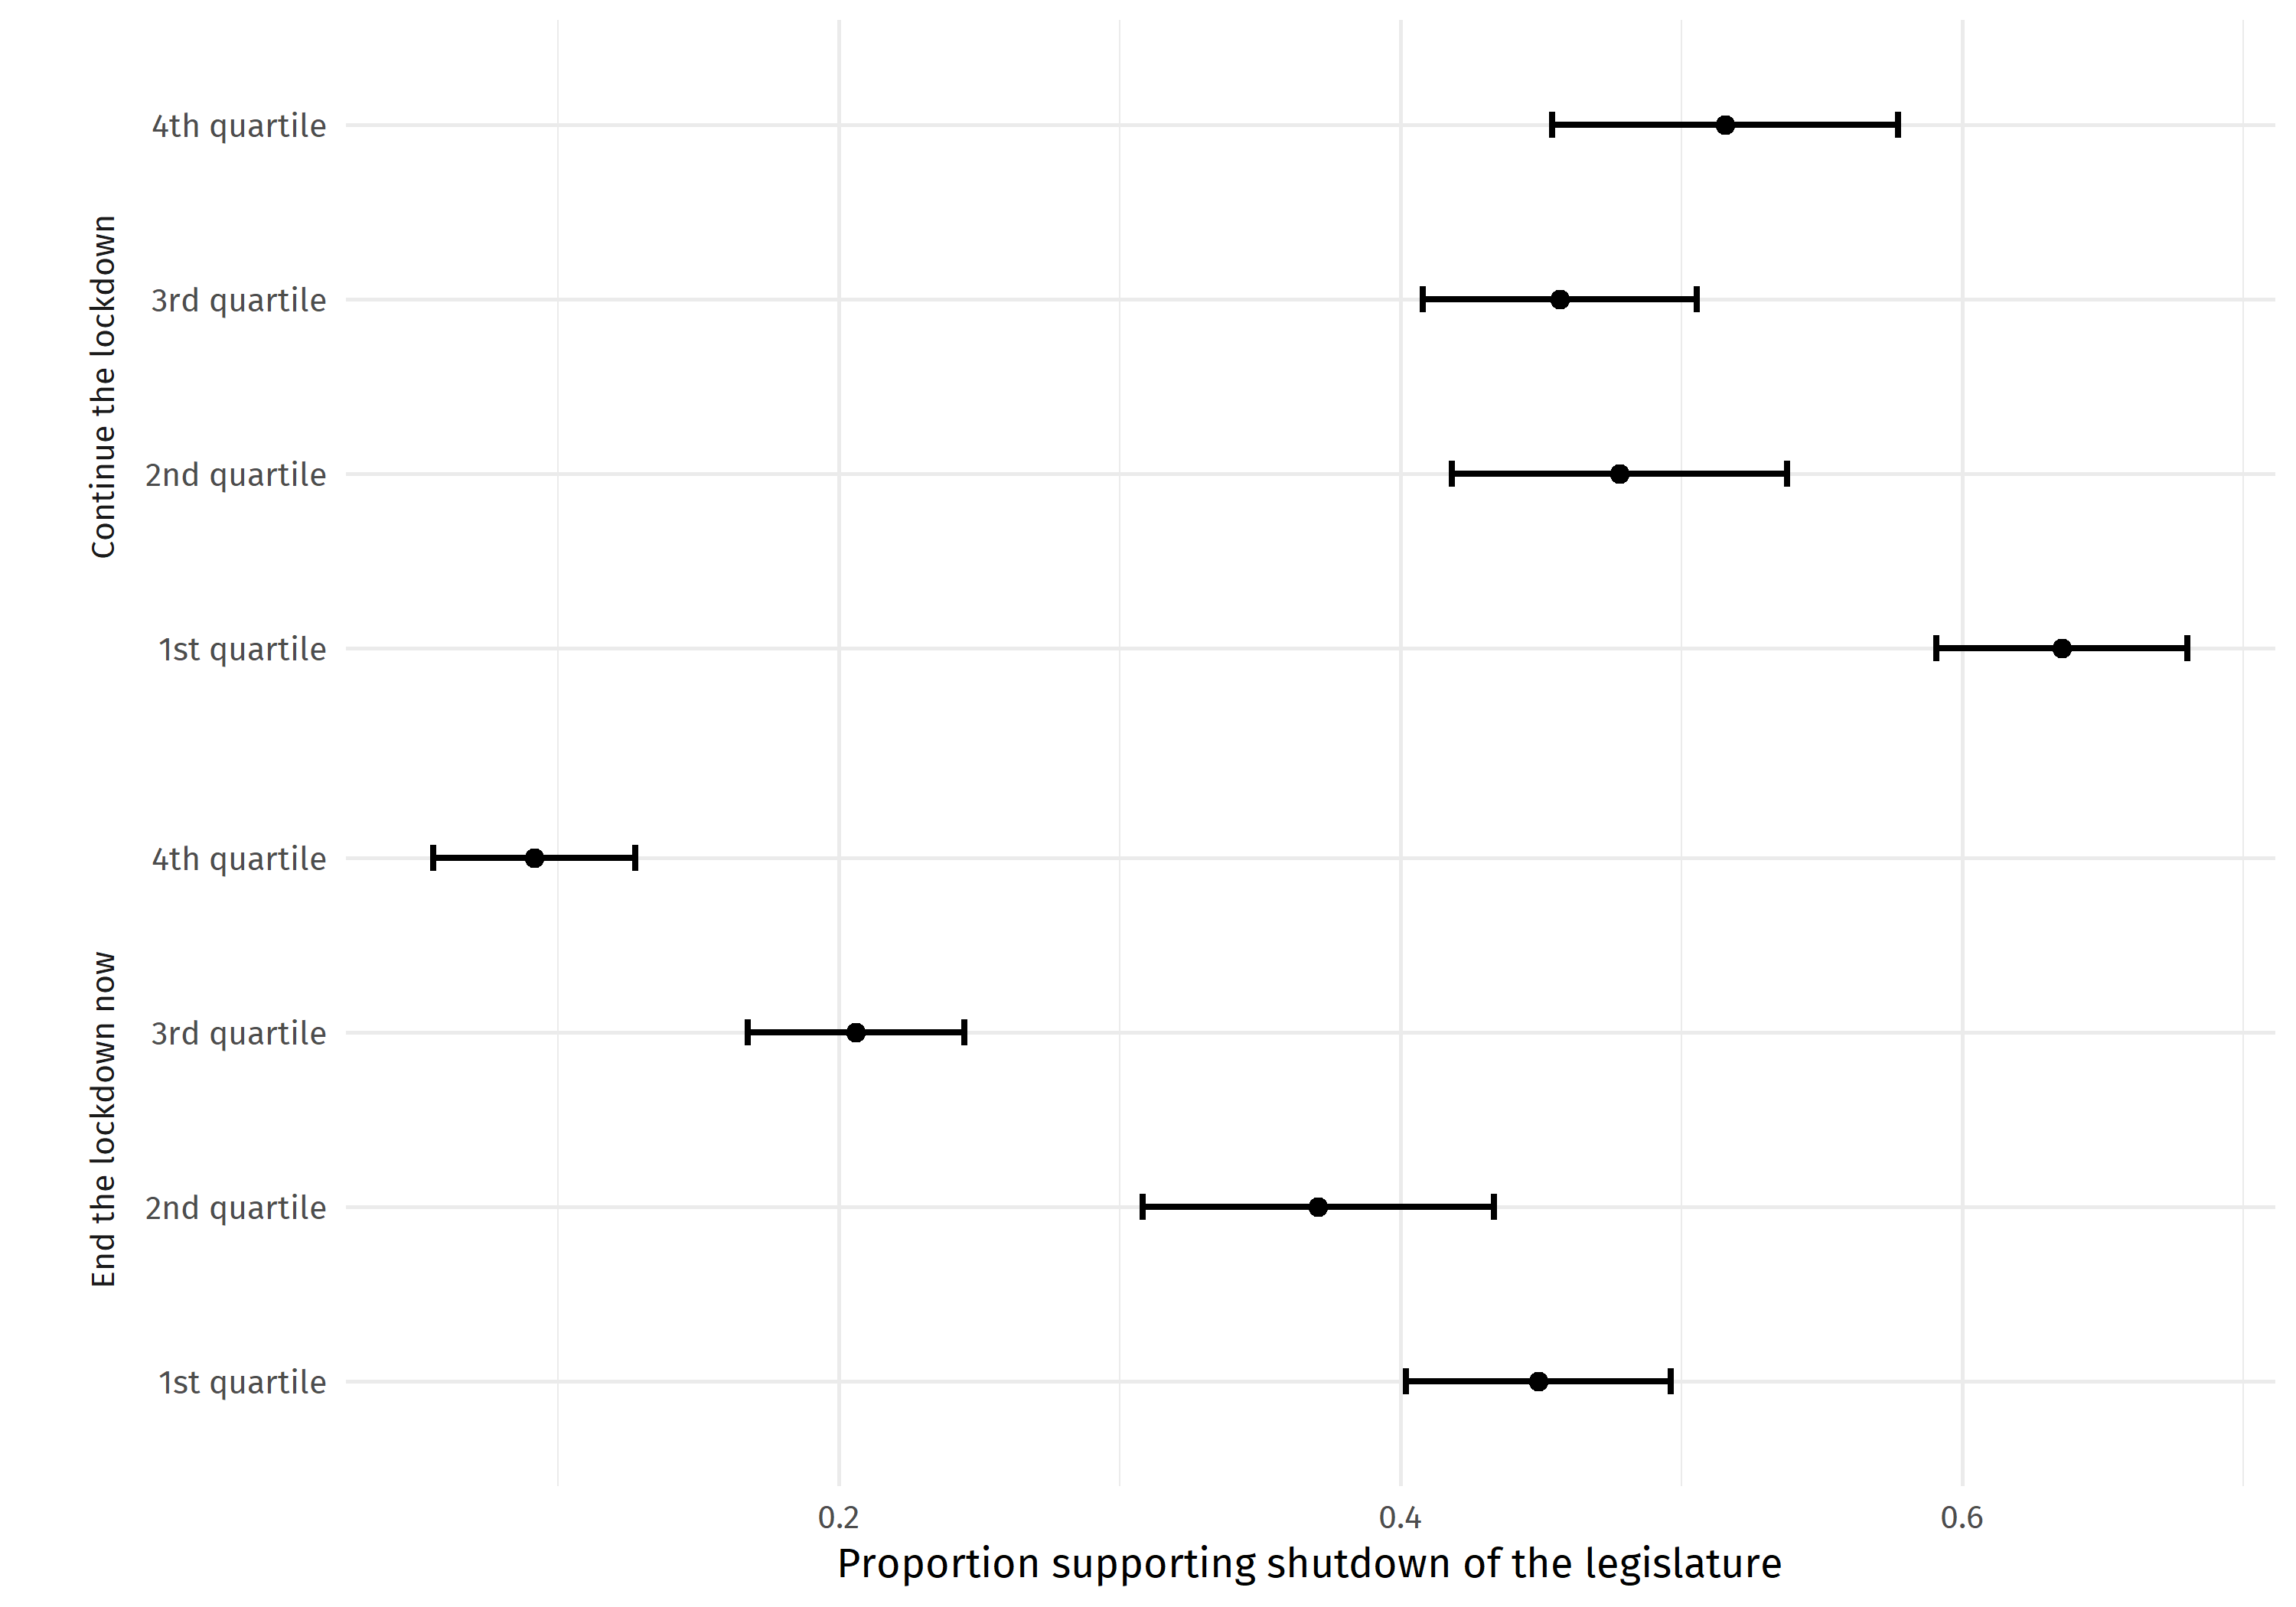 Continue the lockdown
4th quartile
3rd quartile
2nd quartile
1st quartile
End the lockdown now
4th quartile
3rd quartile
2nd quartile
1st quartile
0.2 0.4 0.6
Proportion supporting shutdown of the legislature